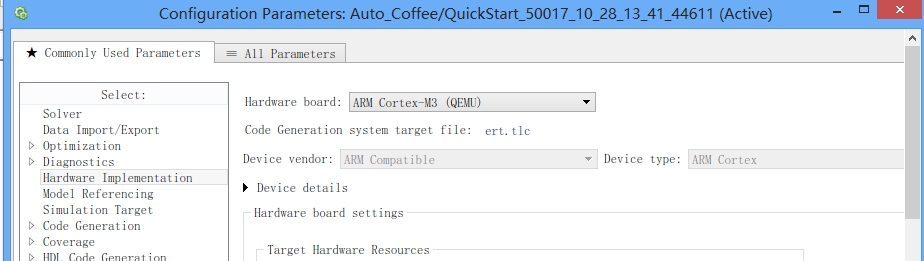 Configuration Parameters: Auto_Coffee/QuickStart_50017_10_28_13_41_44611 (Active)
★ Commonly Used Parameters
≡ All Parameters
Select:
Solver
Data Import/Export
Optimization
Diagnostics
Hardware Implementation
Model Referencing
Simulation Target
Code Generation
Coverage
HDL Code Generation
Hardware board: ARM Cortex-M3 (QEMU)
Code Generation system target file: ert.tlc
Device vendor: ARM Compatible Device type: ARM Cortex
Device details
Hardware board settings
Target Hardware Resources